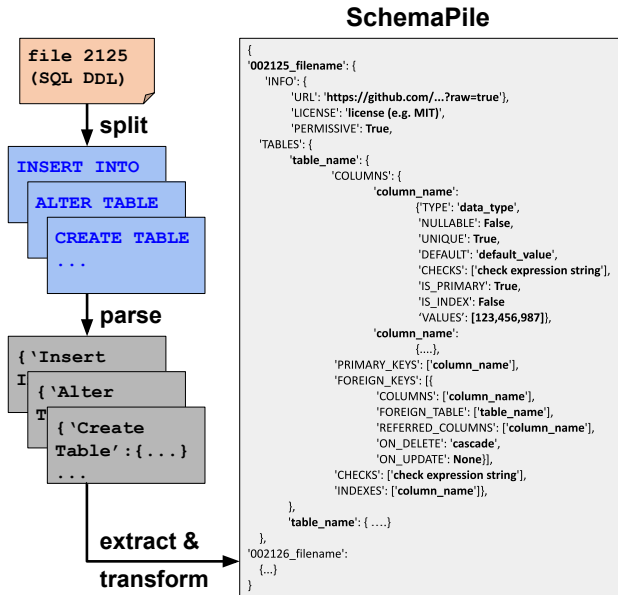 SchemaPile
file 2125
(SQL DDL)
split
INSERT INTO
ALTER TABLE
CREATE TABLE
...
parse
{‘Insert
I
{‘Alter
T
{‘Create
Table’:{...}
...
extract &
transform
{
'002125_filename': {
'INFO': {
'URL': 'https://github.com/...?raw=true'},
'LICENSE': 'license (e.g. MIT)',
'PERMISSIVE': True,
'TABLES': {
'table_name': {
'COLUMNS': {
'column_name':
{'TYPE': 'data_type',
'NULLABLE': False,
'UNIQUE': True,
'DEFAULT': 'default_value',
'CHECKS': ['check expression string'],
'IS_PRIMARY': True,
'IS_INDEX': False
‘VALUES’: [123,456,987]},
'column_name':
{....},
'PRIMARY_KEYS': ['column_name'],
'FOREIGN_KEYS': [{
'COLUMNS': ['column_name'],
'FOREIGN_TABLE': ['table_name'],
'REFERRED_COLUMNS': ['column_name'],
'ON_DELETE': 'cascade',
'ON_UPDATE': None}],
'CHECKS': ['check expression string'],
'INDEXES': ['column_name']},
},
'table_name': { ....}
},
'002126_filename':
{...}
}